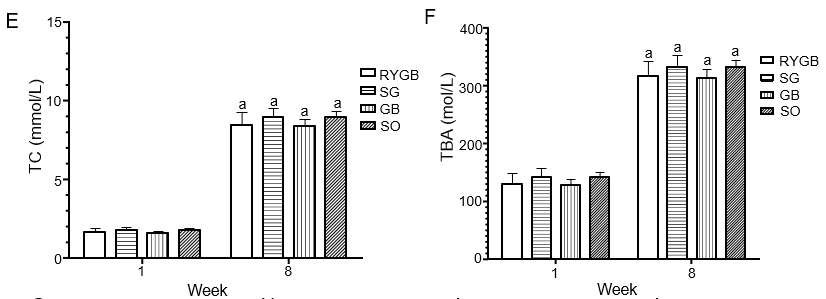 E
TC (mmol/L)
15
10
5
0
a a a a
1 8
Week
RYGB
SG
GB
SO
F
TBA (mol/L)
400
300
200
100
0
a a a a
1 8
Week
RYGB
SG
GB
SO